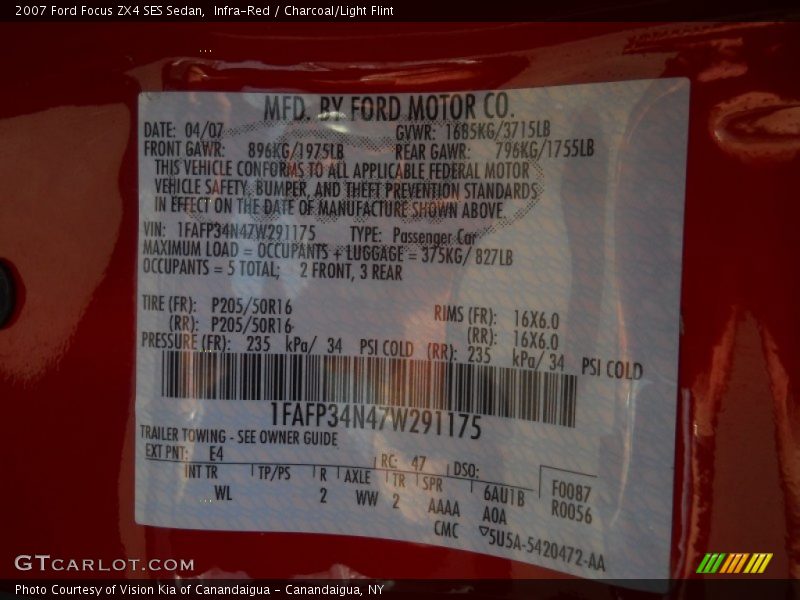 2007 Ford Focus ZX4 SES Sedan, Infra-Red / Charcoal/Light Flint
MFD. BY FORD MOTOR CO.
DATE: 04/07 GVWR: 1685KG/3715LB
FRONT GAWR: 896KG/1975LB REAR GAWR: 796KG/1755LB
THIS VEHICLE CONFORMS TO ALL APPLICABLE FEDERAL MOTOR
VEHICLE SAFETY, BUMPER, AND THEFT PREVENTION STANDARDS
IN EFFECT ON THE DATE OF MANUFACTURE SHOWN ABOVE.
VIN: 1FAFP34N47W291175 TYPE: Passenger Car
MAXIMUM LOAD = OCCUPANTS + LUGGAGE = 375KG/ 827LB
OCCUPANTS = 5 TOTAL; 2 FRONT, 3 REAR
TIRE (FR): P205/50R16 RIMS (FR): 16X6.0
(RR): P205/50R16 (RR): 16X6.0
PRESSURE (FR): 235 kPa/ 34 PSI COLD (RR): 235 kPa/ 34 PSI COLD
1FAFP34N47W291175
TRAILER TOWING - SEE OWNER GUIDE
EXT PNT: E4 RC: 47 DSO:
INT TR TP/PS R AXLE TR SPR 6AU1B F0087
WL 2 WW 2 AAAA A0A R0056
CMC 5U5A-5420472-AA
GTCARLOT.COM
Photo Courtesy of Vision Kia of Canandaigua - Canandaigua, NY